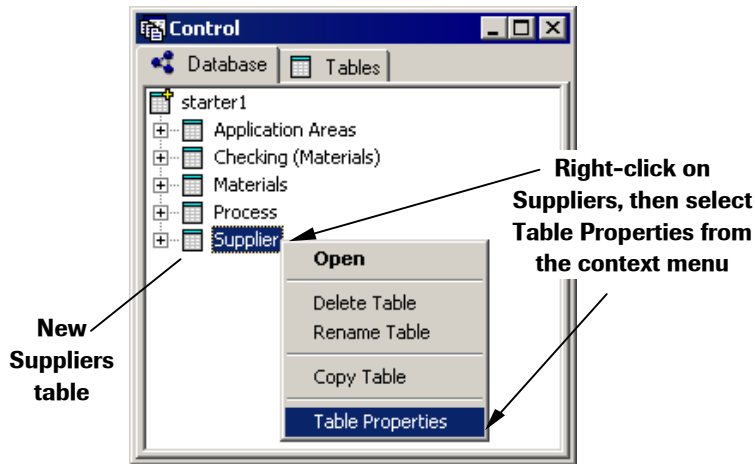 Control
Database
Tables
starter1
Application Areas
Checking (Materials)
Materials
Process
Supplier
Open
Delete Table
Rename Table
Copy Table
Table Properties
Right-click on
Suppliers, then select
Table Properties from
the context menu
New
Suppliers
table